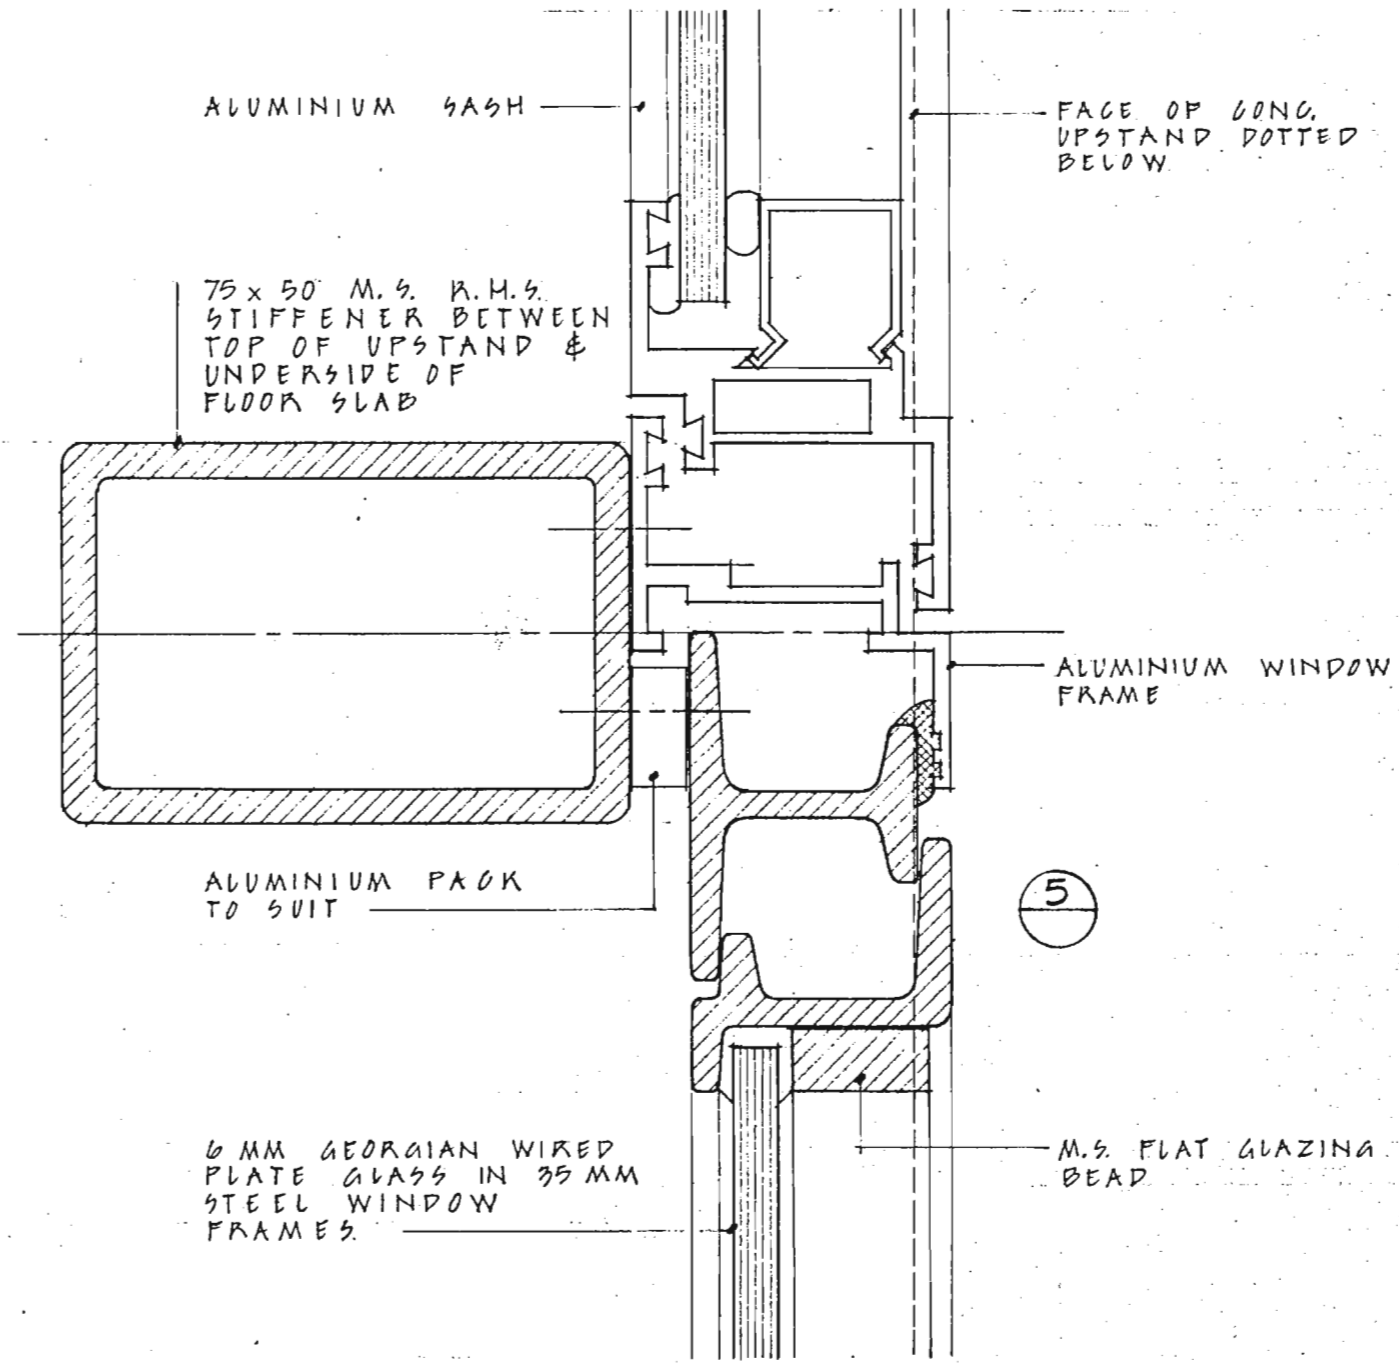 ALUMINIUM SASH
FACE OF CONC.
UPSTAND DOTTED
BELOW
75 x 50 M.S. R.H.S.
STIFFENER BETWEEN
TOP OF UPSTAND &
UNDERSIDE OF
FLOOR SLAB
ALUMINIUM WINDOW
FRAME
ALUMINIUM PACK
TO SUIT
5
6 MM GEORGIAN WIRED
PLATE GLASS IN 35 MM
STEEL WINDOW
FRAMES.
M.S. FLAT GLAZING
BEAD